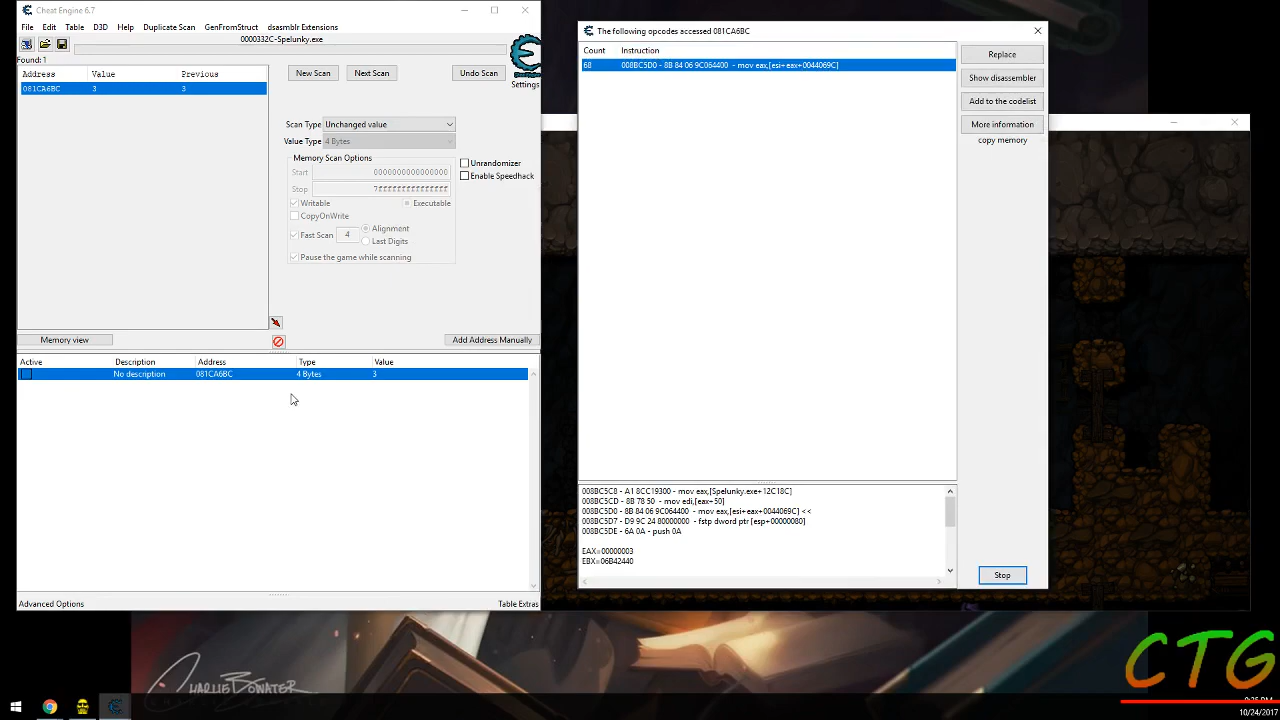 Cheat Engine 6.7
File Edit Table D3D Help Duplicate Scan GenFromStruct dsasmblr Extensions
0000332C-Spelunky.exe
Found: 1
Address Value Previous
081CA6BC 3 3
New Scan Next Scan Undo Scan
Settings
Scan Type Unchanged value
Value Type 4 Bytes
Memory Scan Options
Start 0000000000000000
Stop 7fffffffffffffff
Writable Executable
CopyOnWrite
Fast Scan 4 Alignment
Last Digits
Pause the game while scanning
Unrandomizer
Enable Speedhack
Memory view Add Address Manually
Active Description Address Type Value
No description 081CA6BC 4 Bytes 3
Advanced Options Table Extras
The following opcodes accessed 081CA6BC
Count Instruction
68 008BC5D0 - 8B 84 06 9C064400 - mov eax,[esi+eax+0044069C]
Replace
Show disassembler
Add to the codelist
More information
copy memory
008BC5C8 - A1 8CC19300 - mov eax,[Spelunky.exe+12C18C]
008BC5CD - 8B 78 50 - mov edi,[eax+50]
008BC5D0 - 8B 84 06 9C064400 - mov eax,[esi+eax+0044069C] <<
008BC5D7 - D9 9C 24 80000000 - fstp dword ptr [esp+00000080]
008BC5DE - 6A 0A - push 0A
EAX=00000003
EBX=06B42440
Stop
CHARLIEBOWATER
CTG
10/24/2017